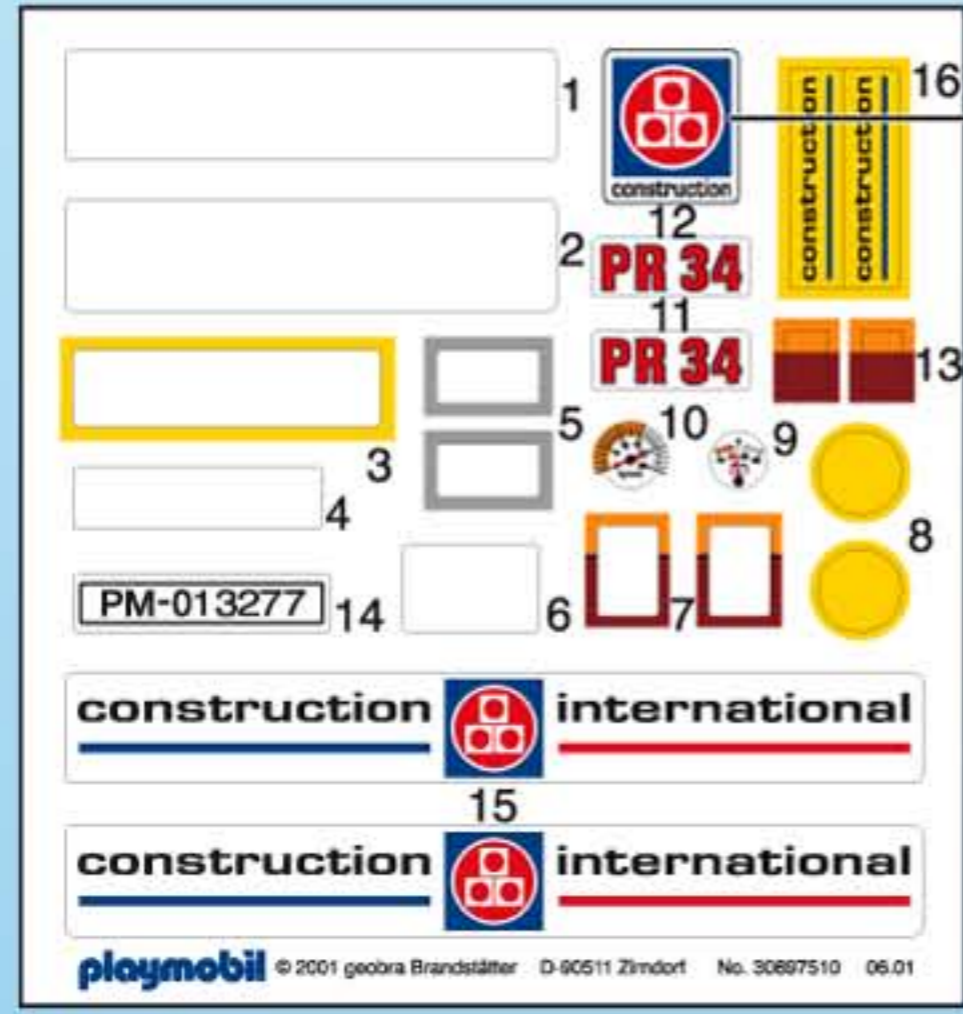 1
construction
16
construction
construction
12
2
PR 34
11
PR 34
13
5
10
9
3
4
8
PM-013277
14
6
7
construction international
15
construction international
playmobil © 2001 geobra Brandstätter D-90511 Zirndorf No. 30897510 06.01